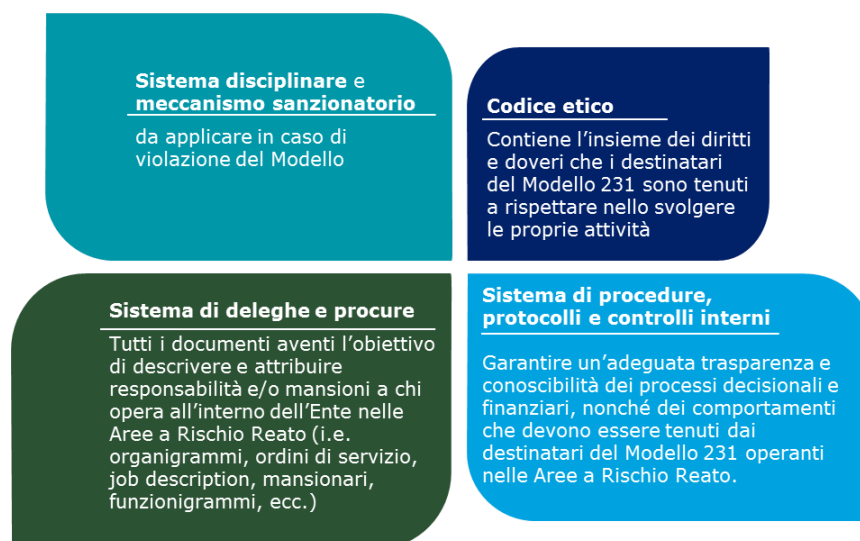 Sistema disciplinare e
meccanismo sanzionatorio
da applicare in caso di
violazione del Modello
Codice etico
Contiene l’insieme dei diritti
e doveri che i destinatari
del Modello 231 sono tenuti
a rispettare nello svolgere
le proprie attività
Sistema di deleghe e procure
Tutti i documenti aventi l’obiettivo
di descrivere e attribuire
responsabilità e/o mansioni a chi
opera all’interno dell’Ente nelle
Aree a Rischio Reato (i.e.
organigrammi, ordini di servizio,
job description, mansionari,
funzionigrammi, ecc.)
Sistema di procedure,
protocolli e controlli interni
Garantire un’adeguata trasparenza e
conoscibilità dei processi decisionali e
finanziari, nonché dei comportamenti
che devono essere tenuti dai
destinatari del Modello 231 operanti
nelle Aree a Rischio Reato.